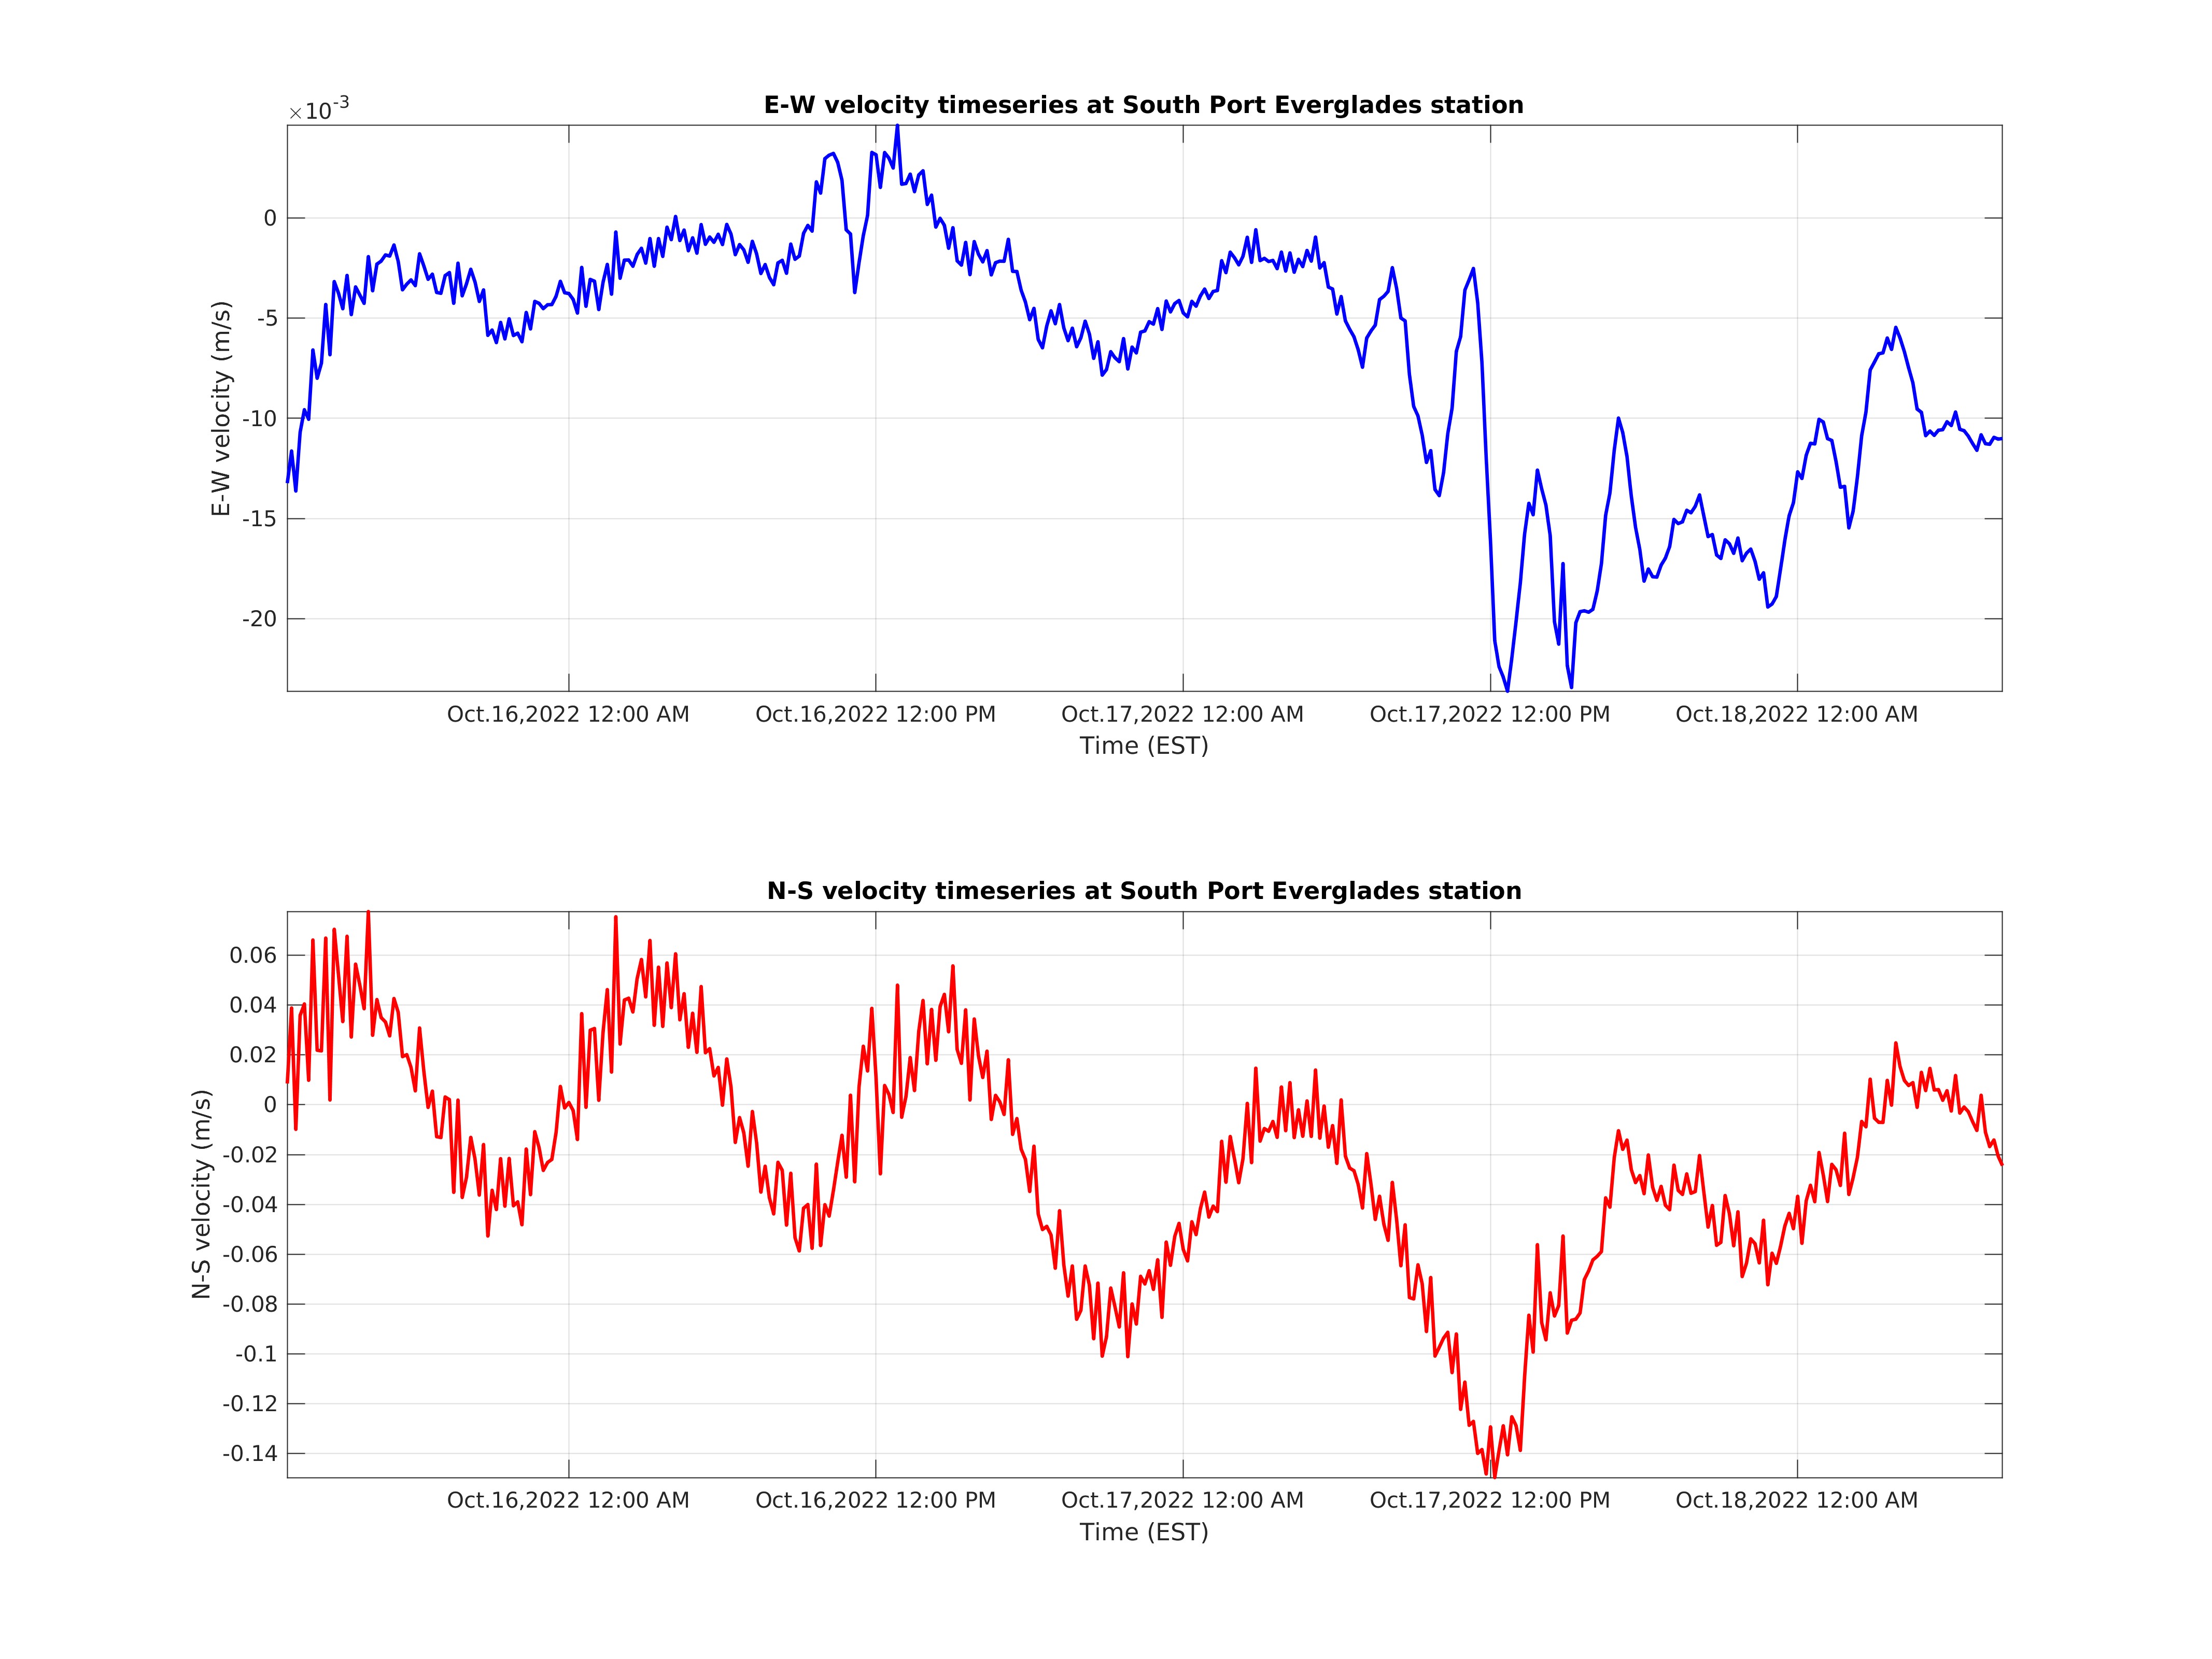 ×10-3
E-W velocity timeseries at South Port Everglades station
E-W velocity (m/s)
0
-5
-10
-15
-20
Oct.16,2022 12:00 AM
Oct.16,2022 12:00 PM
Oct.17,2022 12:00 AM
Oct.17,2022 12:00 PM
Oct.18,2022 12:00 AM
Time (EST)
N-S velocity timeseries at South Port Everglades station
N-S velocity (m/s)
0.06
0.04
0.02
0
-0.02
-0.04
-0.06
-0.08
-0.1
-0.12
-0.14
Oct.16,2022 12:00 AM
Oct.16,2022 12:00 PM
Oct.17,2022 12:00 AM
Oct.17,2022 12:00 PM
Oct.18,2022 12:00 AM
Time (EST)